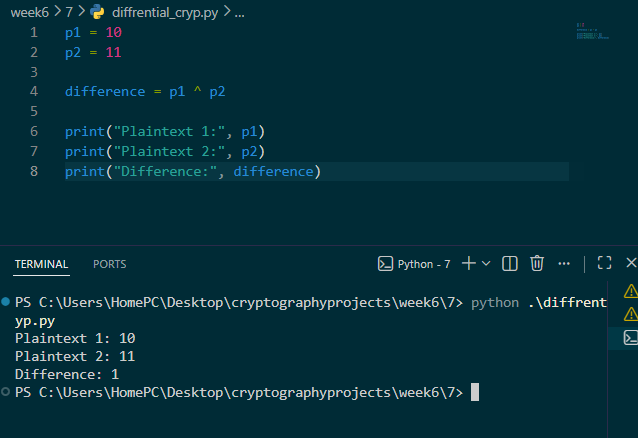 week6 > 7 > diffrential_cryp.py > ...
1 p1 = 10
2 p2 = 11
3
4 difference = p1 ^ p2
5
6 print("Plaintext 1:", p1)
7 print("Plaintext 2:", p2)
8 print("Difference:", difference)
TERMINAL PORTS Python - 7
PS C:\Users\HomePC\Desktop\cryptographyprojects\week6\7> python .\diffrent
yp.py
Plaintext 1: 10
Plaintext 2: 11
Difference: 1
PS C:\Users\HomePC\Desktop\cryptographyprojects\week6\7>